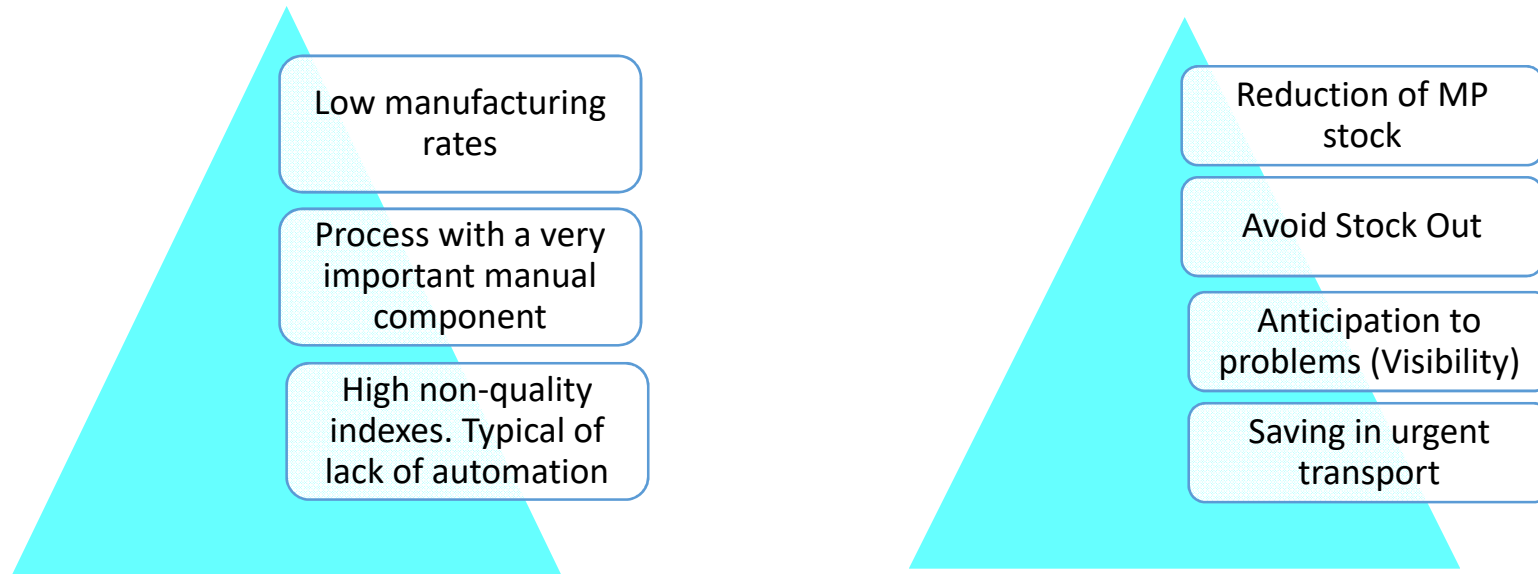 Low manufacturing
rates
Process with a very
important manual
component
High non-quality
indexes. Typical of
lack of automation
Reduction of MP
stock
Avoid Stock Out
Anticipation to
problems (Visibility)
Saving in urgent
transport